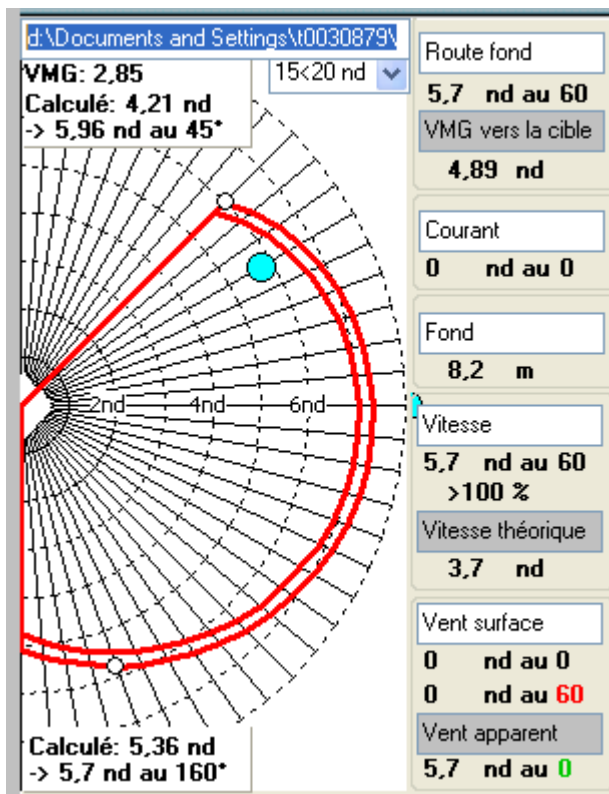 d:\Documents and Settings\t0030879\
VMG: 2,85
15<20 nd
Calculé: 4,21 nd
-> 5,96 nd au 45°
2nd
4nd
6nd
Calculé: 5,36 nd
-> 5,7 nd au 160°
Route fond
5,7 nd au 60
VMG vers la cible
4,89 nd
Courant
0 nd au 0
Fond
8,2 m
Vitesse
5,7 nd au 60
>100 %
Vitesse théorique
3,7 nd
Vent surface
0 nd au 0
0 nd au 60
Vent apparent
5,7 nd au 0